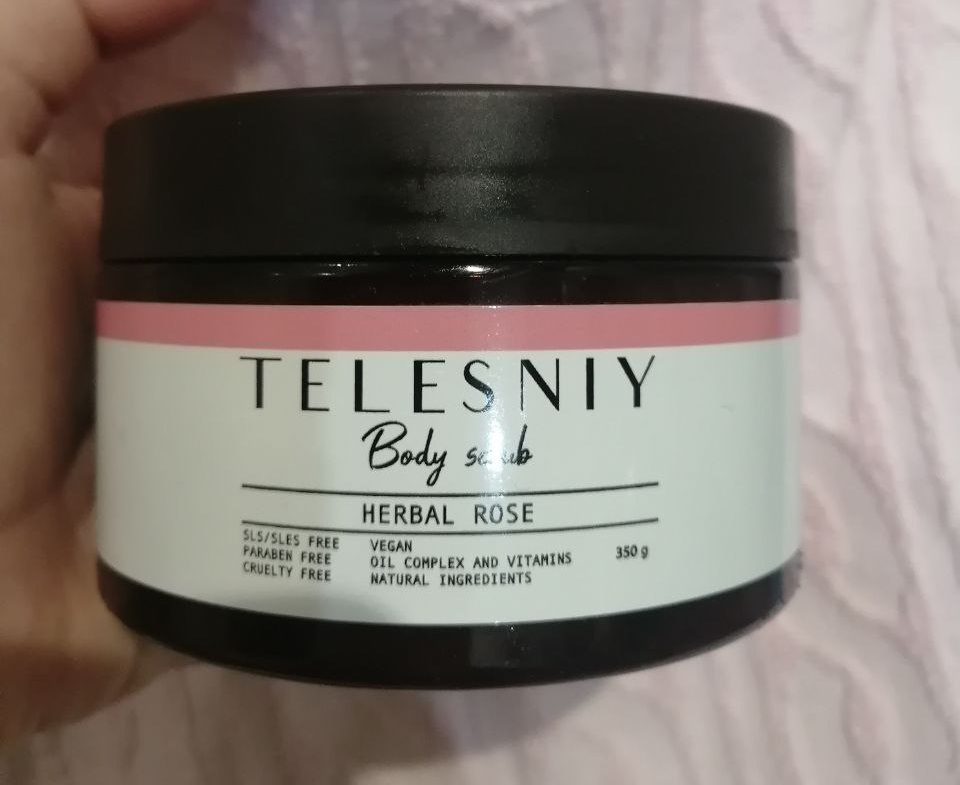 TELESNIY
Body scrub
HERBAL ROSE
SLS/SLES FREE
PARABEN FREE
CRUELTY FREE
VEGAN
OIL COMPLEX AND VITAMINS
NATURAL INGREDIENTS
350 g